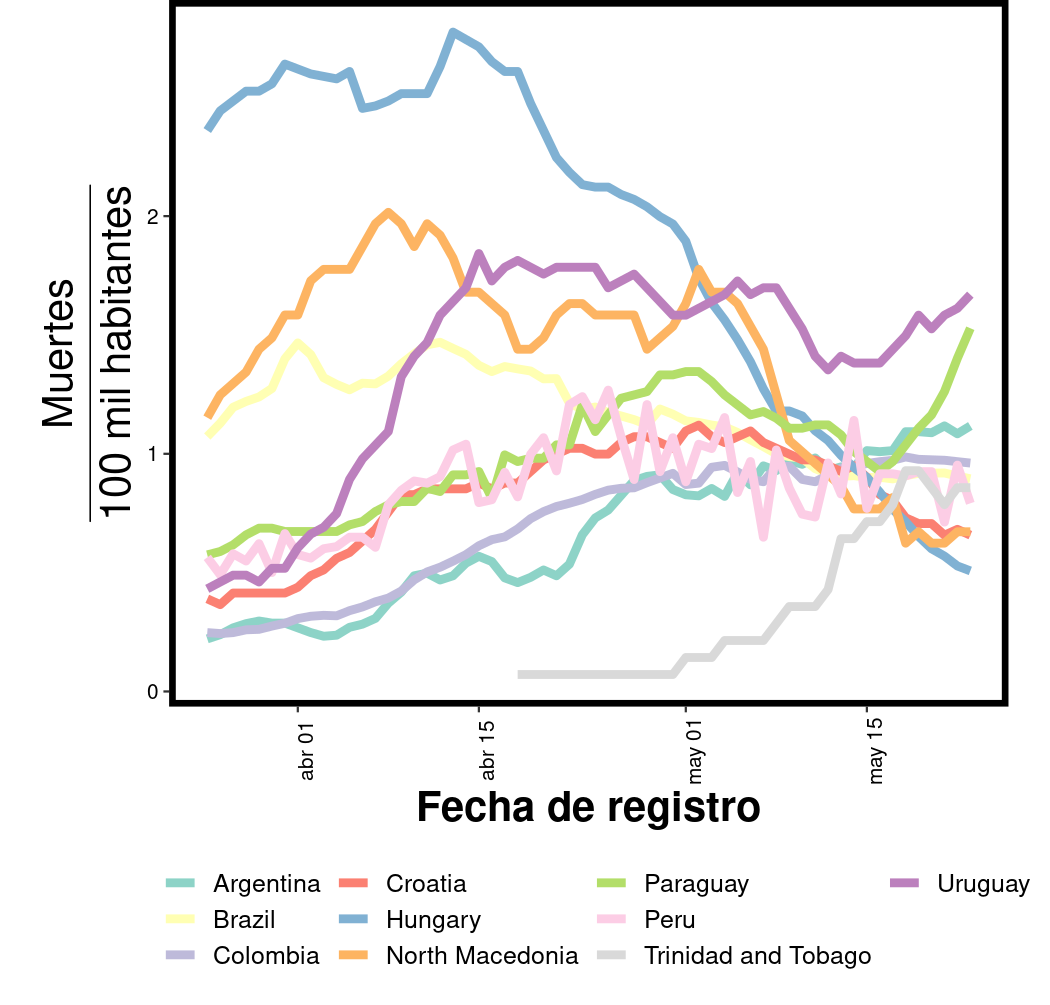 Muertes
100 mil habitantes
2
1
0
abr 01
abr 15
may 01
may 15
Fecha de registro
Argentina Croatia Paraguay Uruguay
Brazil Hungary Peru
Colombia North Macedonia Trinidad and Tobago